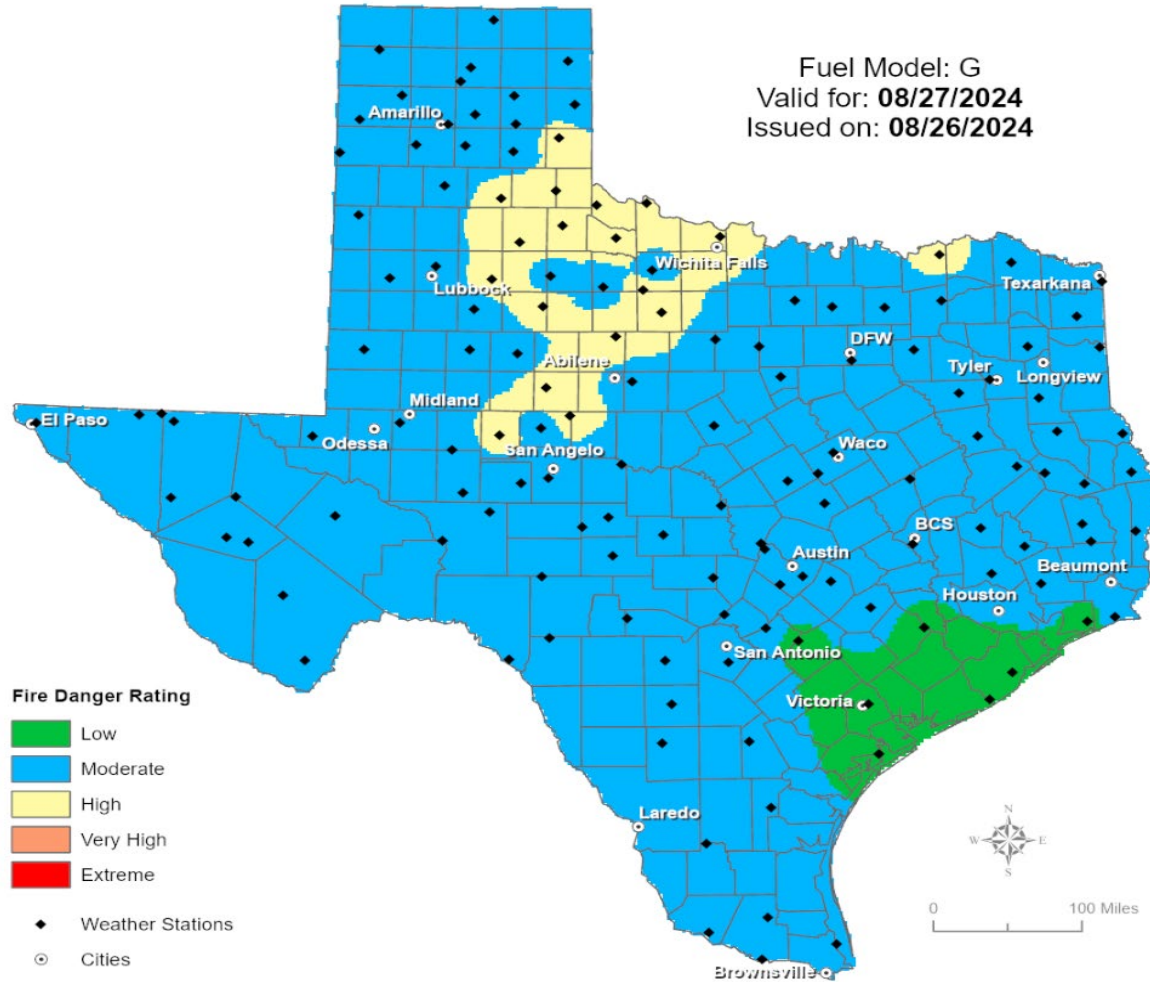 Fuel Model: G
Valid for: 08/27/2024
Issued on: 08/26/2024
Amarillo
Wichita Falls
Lubbock
Texarkana
DFW
Abilene
Tyler
Longview
Midland
El Paso
Odessa
San Angelo
Waco
BCS
Austin
Beaumont
Houston
San Antonio
Victoria
Laredo
Brownsville
Fire Danger Rating
Low
Moderate
High
Very High
Extreme
Weather Stations
Cities
N
W E
S
0 100 Miles